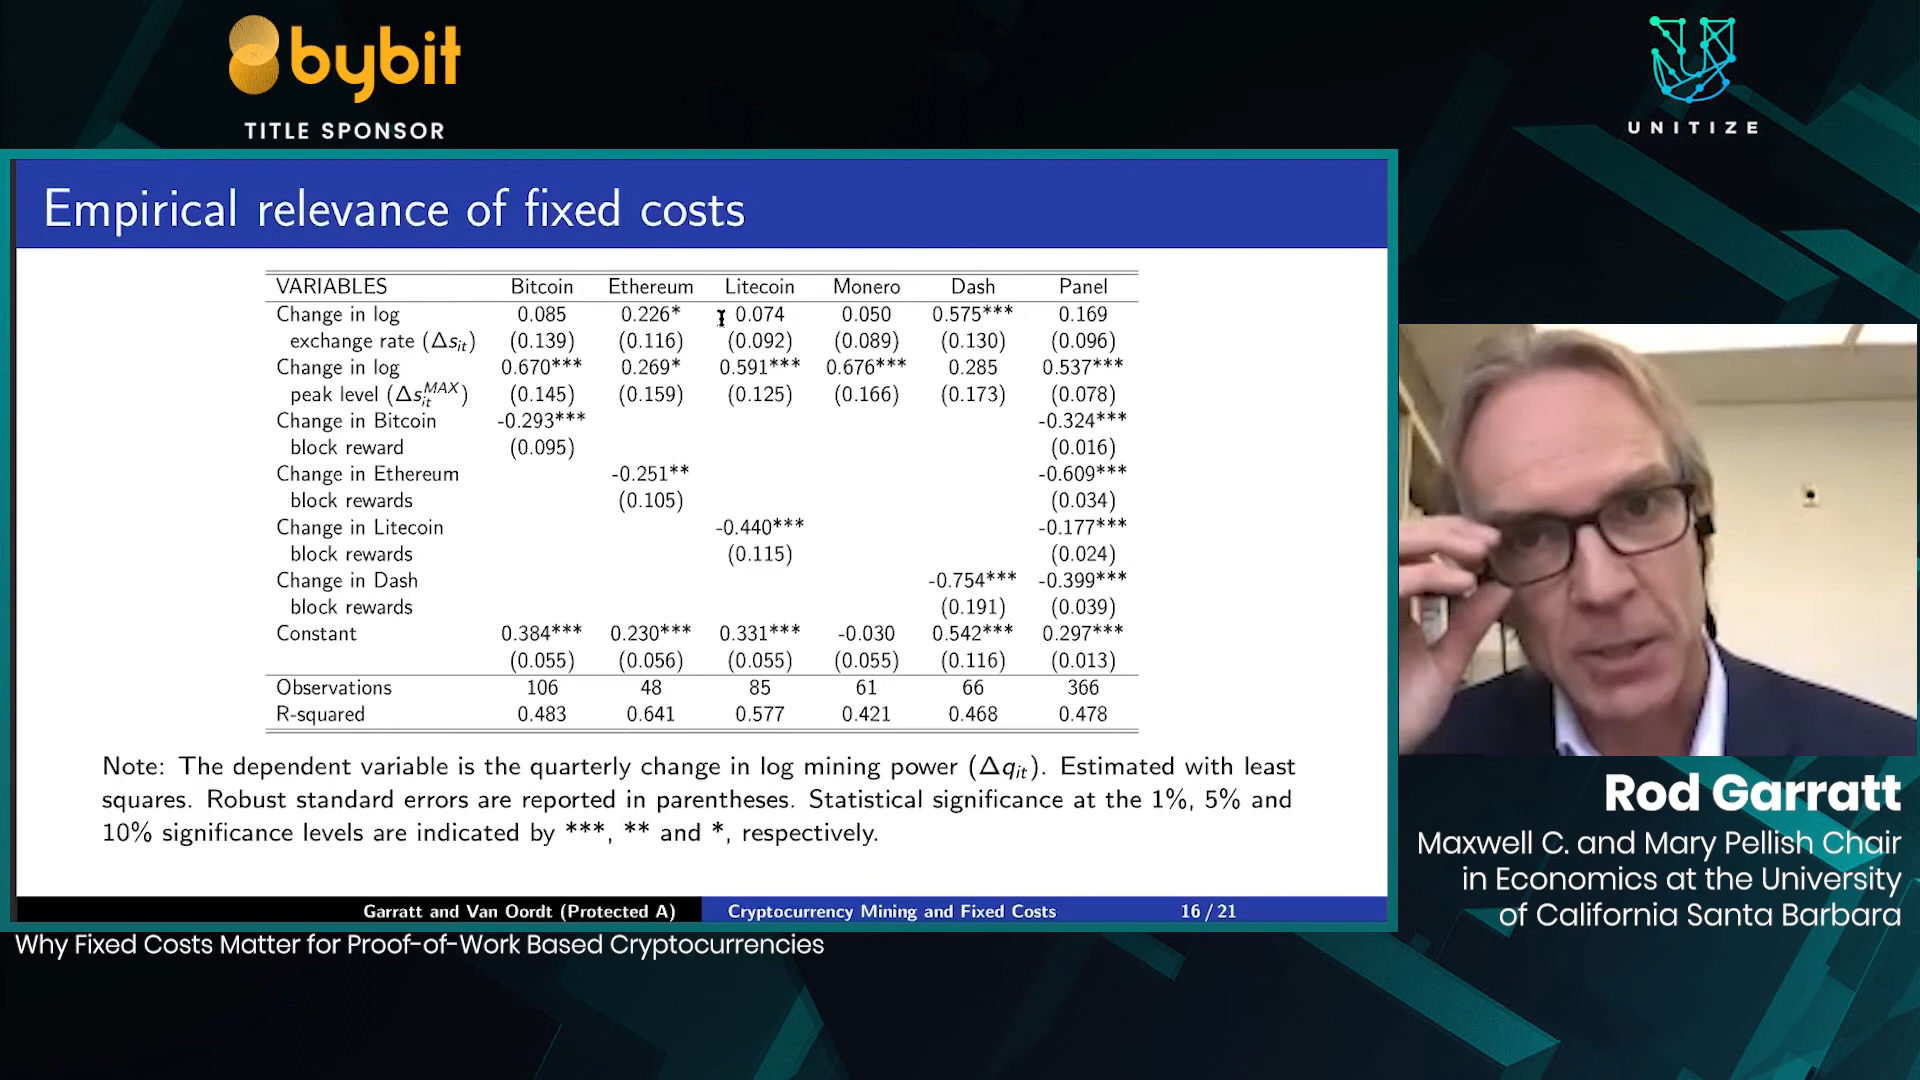 bybit
TITLE SPONSOR
UNITIZE
Empirical relevance of fixed costs
VARIABLES Bitcoin Ethereum Litecoin Monero Dash Panel
Change in log 0.085 0.226* 0.074 0.050 0.575*** 0.169
exchange rate (Δsit) (0.139) (0.116) (0.092) (0.089) (0.130) (0.096)
Change in log 0.670*** 0.269* 0.591*** 0.676*** 0.285 0.537***
peak level (ΔsitMAX) (0.145) (0.159) (0.125) (0.166) (0.173) (0.078)
Change in Bitcoin -0.293*** -0.324***
block reward (0.095) (0.016)
Change in Ethereum -0.251** -0.609***
block rewards (0.105) (0.034)
Change in Litecoin -0.440*** -0.177***
block rewards (0.115) (0.024)
Change in Dash -0.754*** -0.399***
block rewards (0.191) (0.039)
Constant 0.384*** 0.230*** 0.331*** -0.030 0.542*** 0.297***
(0.055) (0.056) (0.055) (0.055) (0.116) (0.013)
Observations 106 48 85 61 66 366
R-squared 0.483 0.641 0.577 0.421 0.468 0.478
Note: The dependent variable is the quarterly change in log mining power (Δqit). Estimated with least
squares. Robust standard errors are reported in parentheses. Statistical significance at the 1%, 5% and
10% significance levels are indicated by ***, ** and *, respectively.
Garratt and Van Oordt (Protected A) Cryptocurrency Mining and Fixed Costs 16 / 21
Why Fixed Costs Matter for Proof-of-Work Based Cryptocurrencies
Rod Garratt
Maxwell C. and Mary Pellish Chair
in Economics at the University
of California Santa Barbara